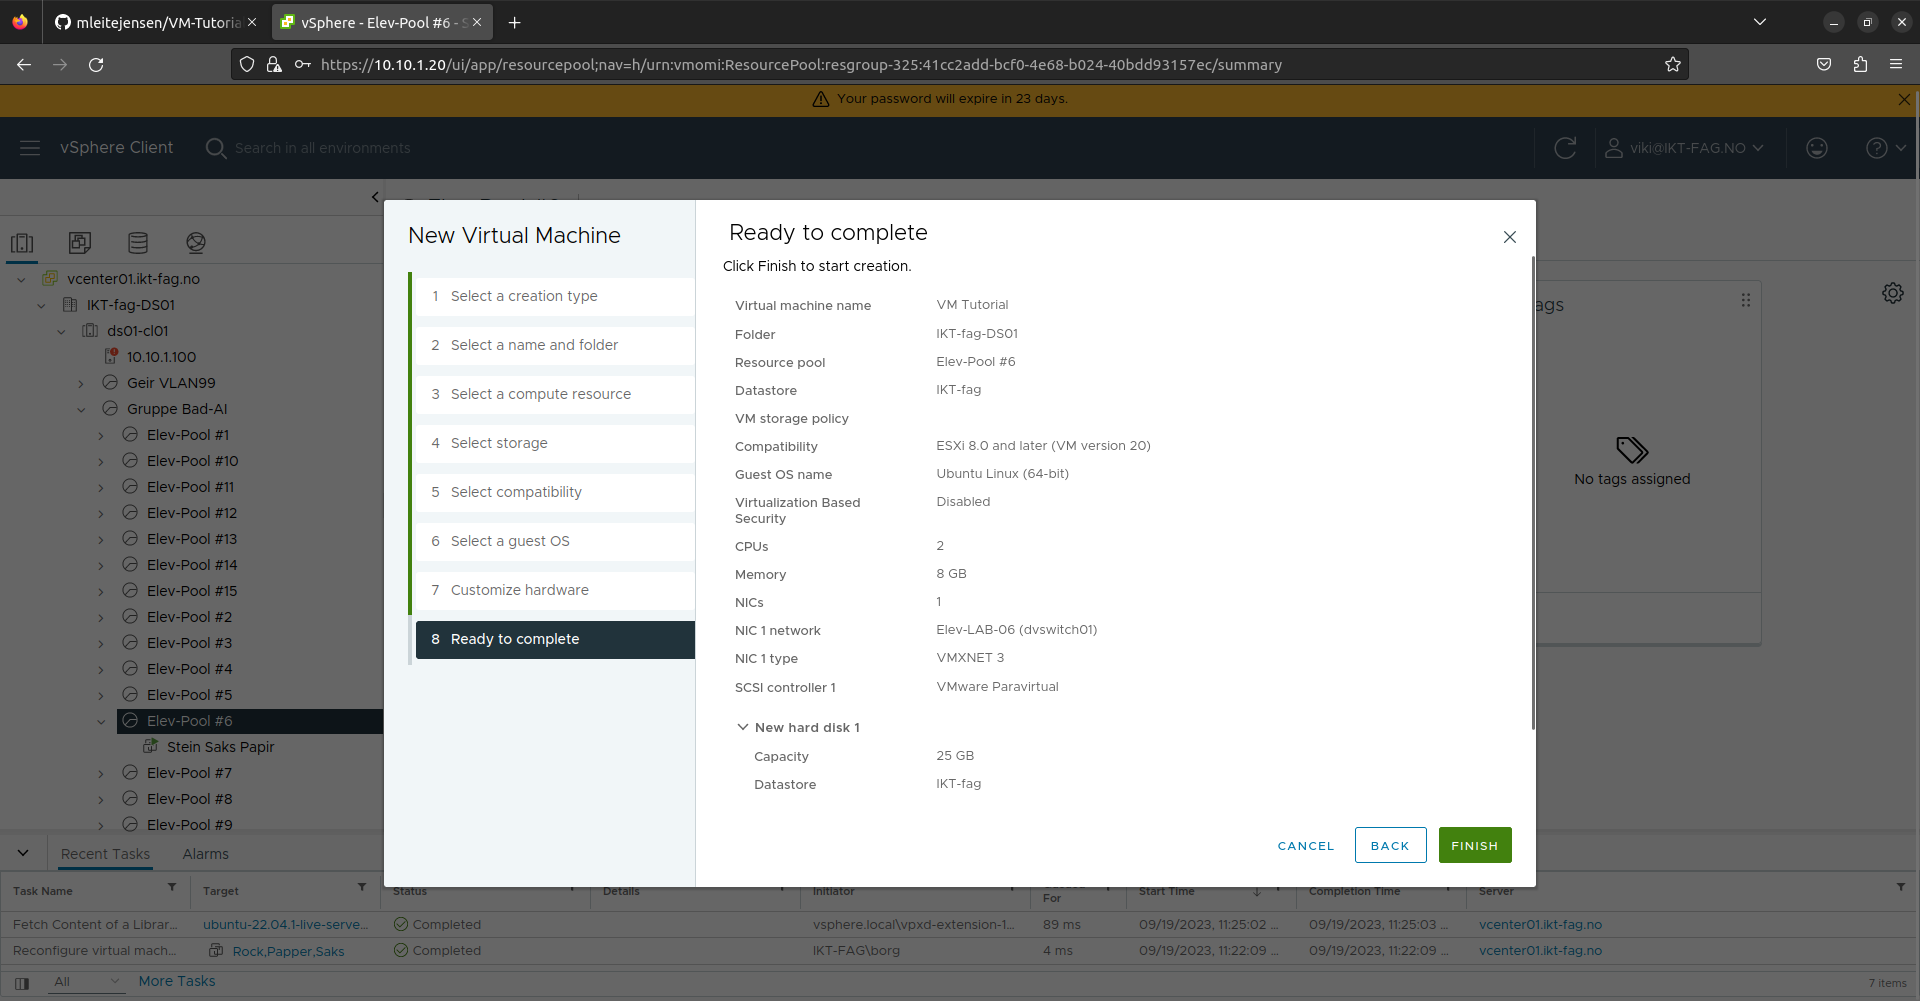 mleitejensen/VM-Tutoria
vSphere - Elev-Pool #6 - S
https://10.10.1.20/ui/app/resourcepool;nav=h/urn:vmomi:ResourcePool:resgroup-325:41cc2add-bcf0-4e68-b024-40bdd93157ec/summary
Your password will expire in 23 days.
vSphere Client
Search in all environments
viki@IKT-FAG.NO
vcenter01.ikt-fag.no
IKT-fag-DS01
ds01-cl01
10.10.1.100
Geir VLAN99
Gruppe Bad-AI
Elev-Pool #1
Elev-Pool #10
Elev-Pool #11
Elev-Pool #12
Elev-Pool #13
Elev-Pool #14
Elev-Pool #15
Elev-Pool #2
Elev-Pool #3
Elev-Pool #4
Elev-Pool #5
Elev-Pool #6
Stein Saks Papir
Elev-Pool #7
Elev-Pool #8
Elev-Pool #9
New Virtual Machine
1 Select a creation type
2 Select a name and folder
3 Select a compute resource
4 Select storage
5 Select compatibility
6 Select a guest OS
7 Customize hardware
8 Ready to complete
Ready to complete
Click Finish to start creation.
Virtual machine name VM Tutorial
Folder IKT-fag-DS01
Resource pool Elev-Pool #6
Datastore IKT-fag
VM storage policy
Compatibility ESXi 8.0 and later (VM version 20)
Guest OS name Ubuntu Linux (64-bit)
Virtualization Based Disabled
Security
CPUs 2
Memory 8 GB
NICs 1
NIC 1 network Elev-LAB-06 (dvswitch01)
NIC 1 type VMXNET 3
SCSI controller 1 VMware Paravirtual
New hard disk 1
Capacity 25 GB
Datastore IKT-fag
CANCEL BACK FINISH
ags
No tags assigned
Recent Tasks Alarms
Task Name Target Status Details Initiator For Start Time Completion Time Server
Fetch Content of a Librar... ubuntu-22.04.1-live-serve... Completed vsphere.local\vpxd-extension-1... 89 ms 09/19/2023, 11:25:02 ... 09/19/2023, 11:25:03 ... vcenter01.ikt-fag.no
Reconfigure virtual mach... Rock,Papper,Saks Completed IKT-FAG\borg 4 ms 09/19/2023, 11:22:09 ... 09/19/2023, 11:22:09 ... vcenter01.ikt-fag.no
All More Tasks 7 items